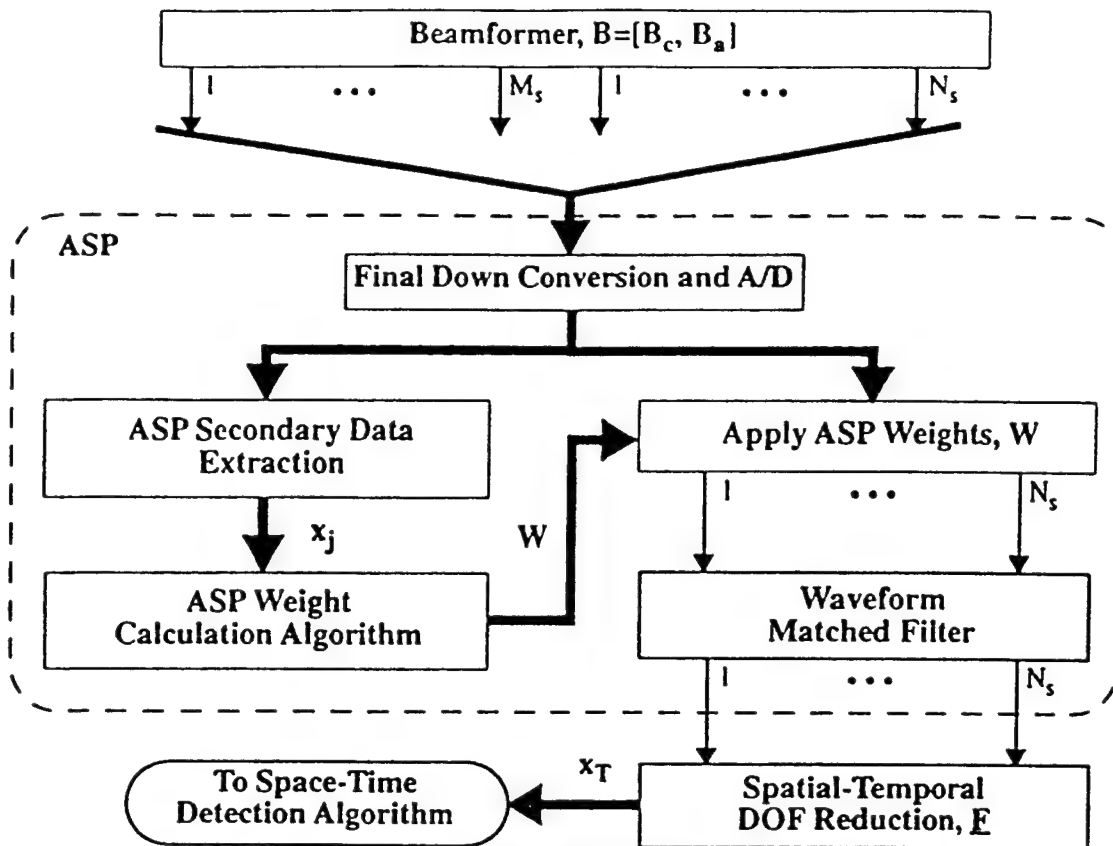 Beamformer, B=[B_c, B_a]
1 ... M_s 1 ... N_s
ASP
Final Down Conversion and A/D
ASP Secondary Data
Extraction
Apply ASP Weights, W
1 ... N_s
x_j
W
ASP Weight
Calculation Algorithm
Waveform
Matched Filter
1 ... N_s
To Space-Time
Detection Algorithm
x_T
Spatial-Temporal
DOF Reduction, F